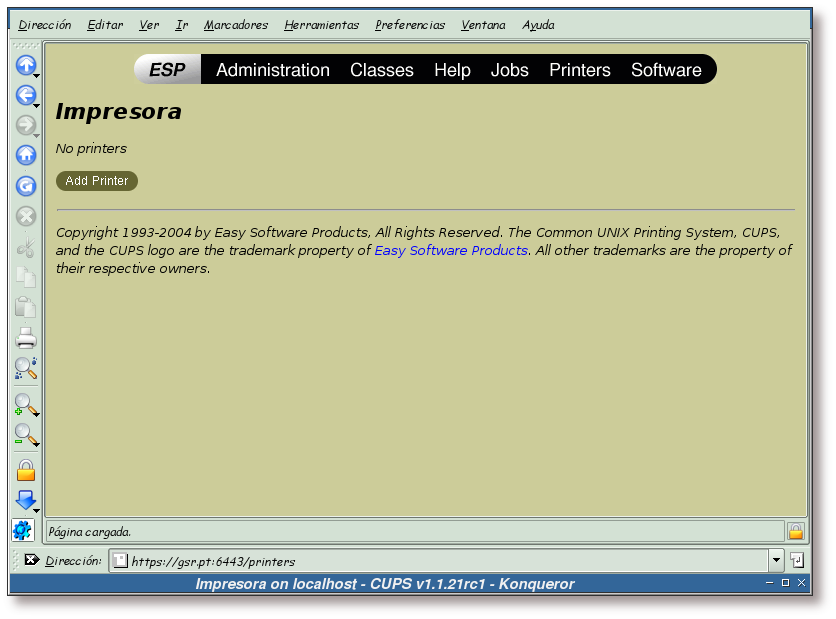 Dirección Editar Ver Ir Marcadores Herramientas Preferencias Ventana Ayuda
ESP Administration Classes Help Jobs Printers Software
Impresora
No printers
Add Printer
Copyright 1993-2004 by Easy Software Products, All Rights Reserved. The Common UNIX Printing System, CUPS,
and the CUPS logo are the trademark property of Easy Software Products. All other trademarks are the property of
their respective owners.
Página cargada.
Dirección: https://gsr.pt:6443/printers
Impresora on localhost - CUPS v1.1.21rc1 - Konqueror